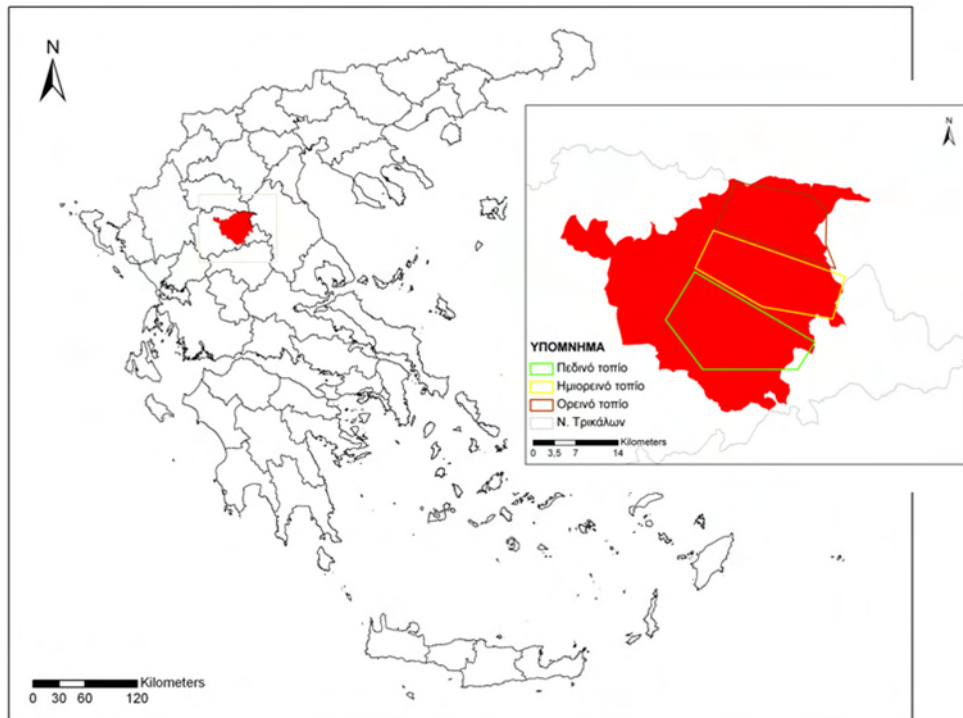 N
N
ΥΠΟΜΝΗΜΑ
Πεδινό τοπίο
Ημιορεινό τοπίο
Ορεινό τοπίο
Ν. Τρικάλων
Kilometers
0 3,5 7 14
Kilometers
0 30 60 120